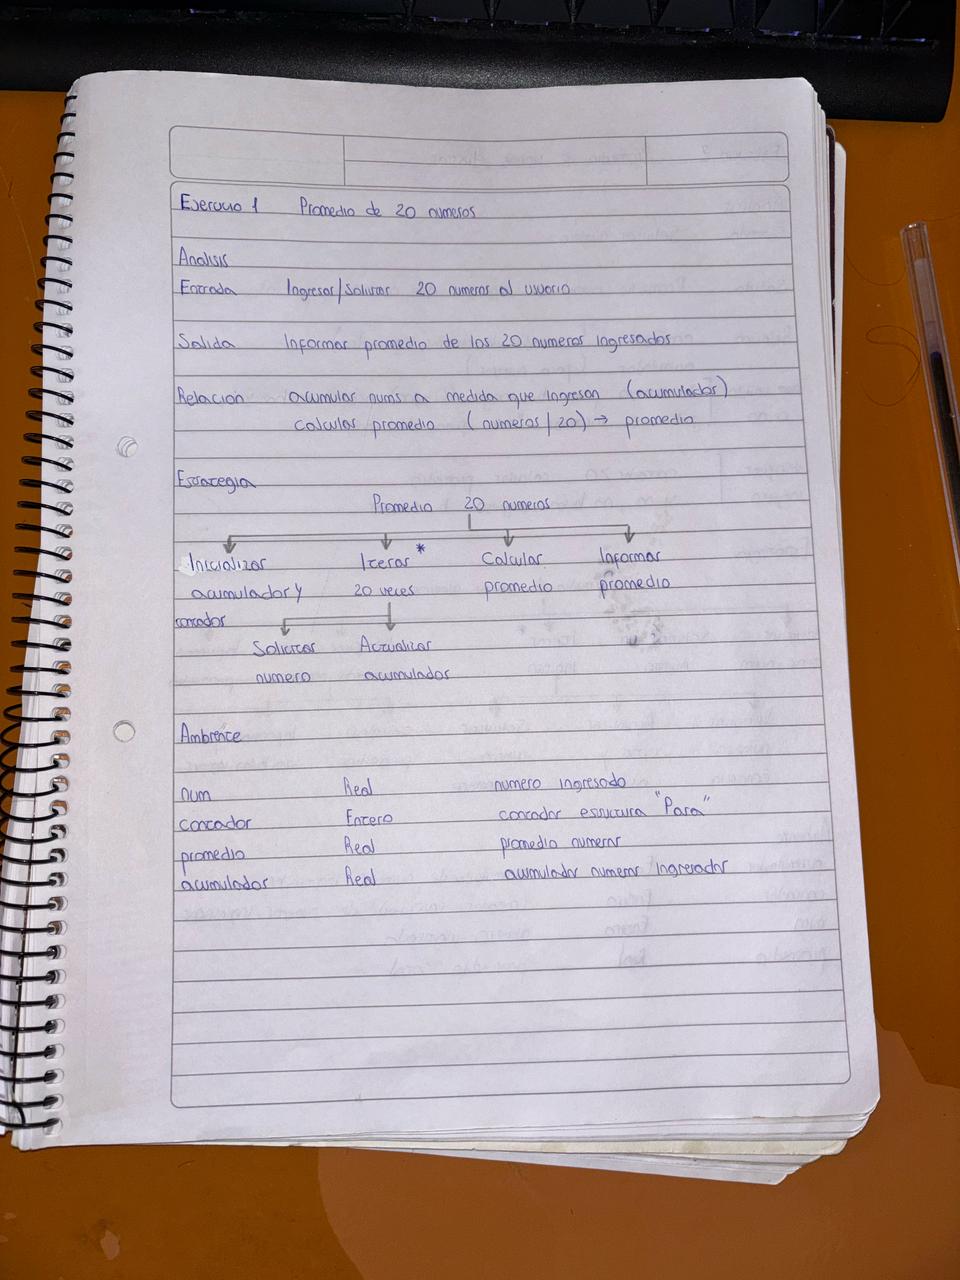 Ejercicio 1 Promedio de 20 numeros
Analisis
Entrada Ingresar/Solicitar 20 numeros al usuario
Salida Informar promedio de los 20 numeros ingresados
Relacion acumular nums a medida que ingresan (acumulador)
calcular promedio (numeros/20) → promedio
Estrategia
Promedio 20 numeros
Inicializar Iterar * Calcular Informar
acumulador y 20 veces promedio promedio
contador
Solicitar Actualizar
numero acumulador
Ambiente
num Real numero ingresado
contador Entero contador estructura "Para"
promedio Real promedio numeros
acumulador Real acumulador numeros ingresados